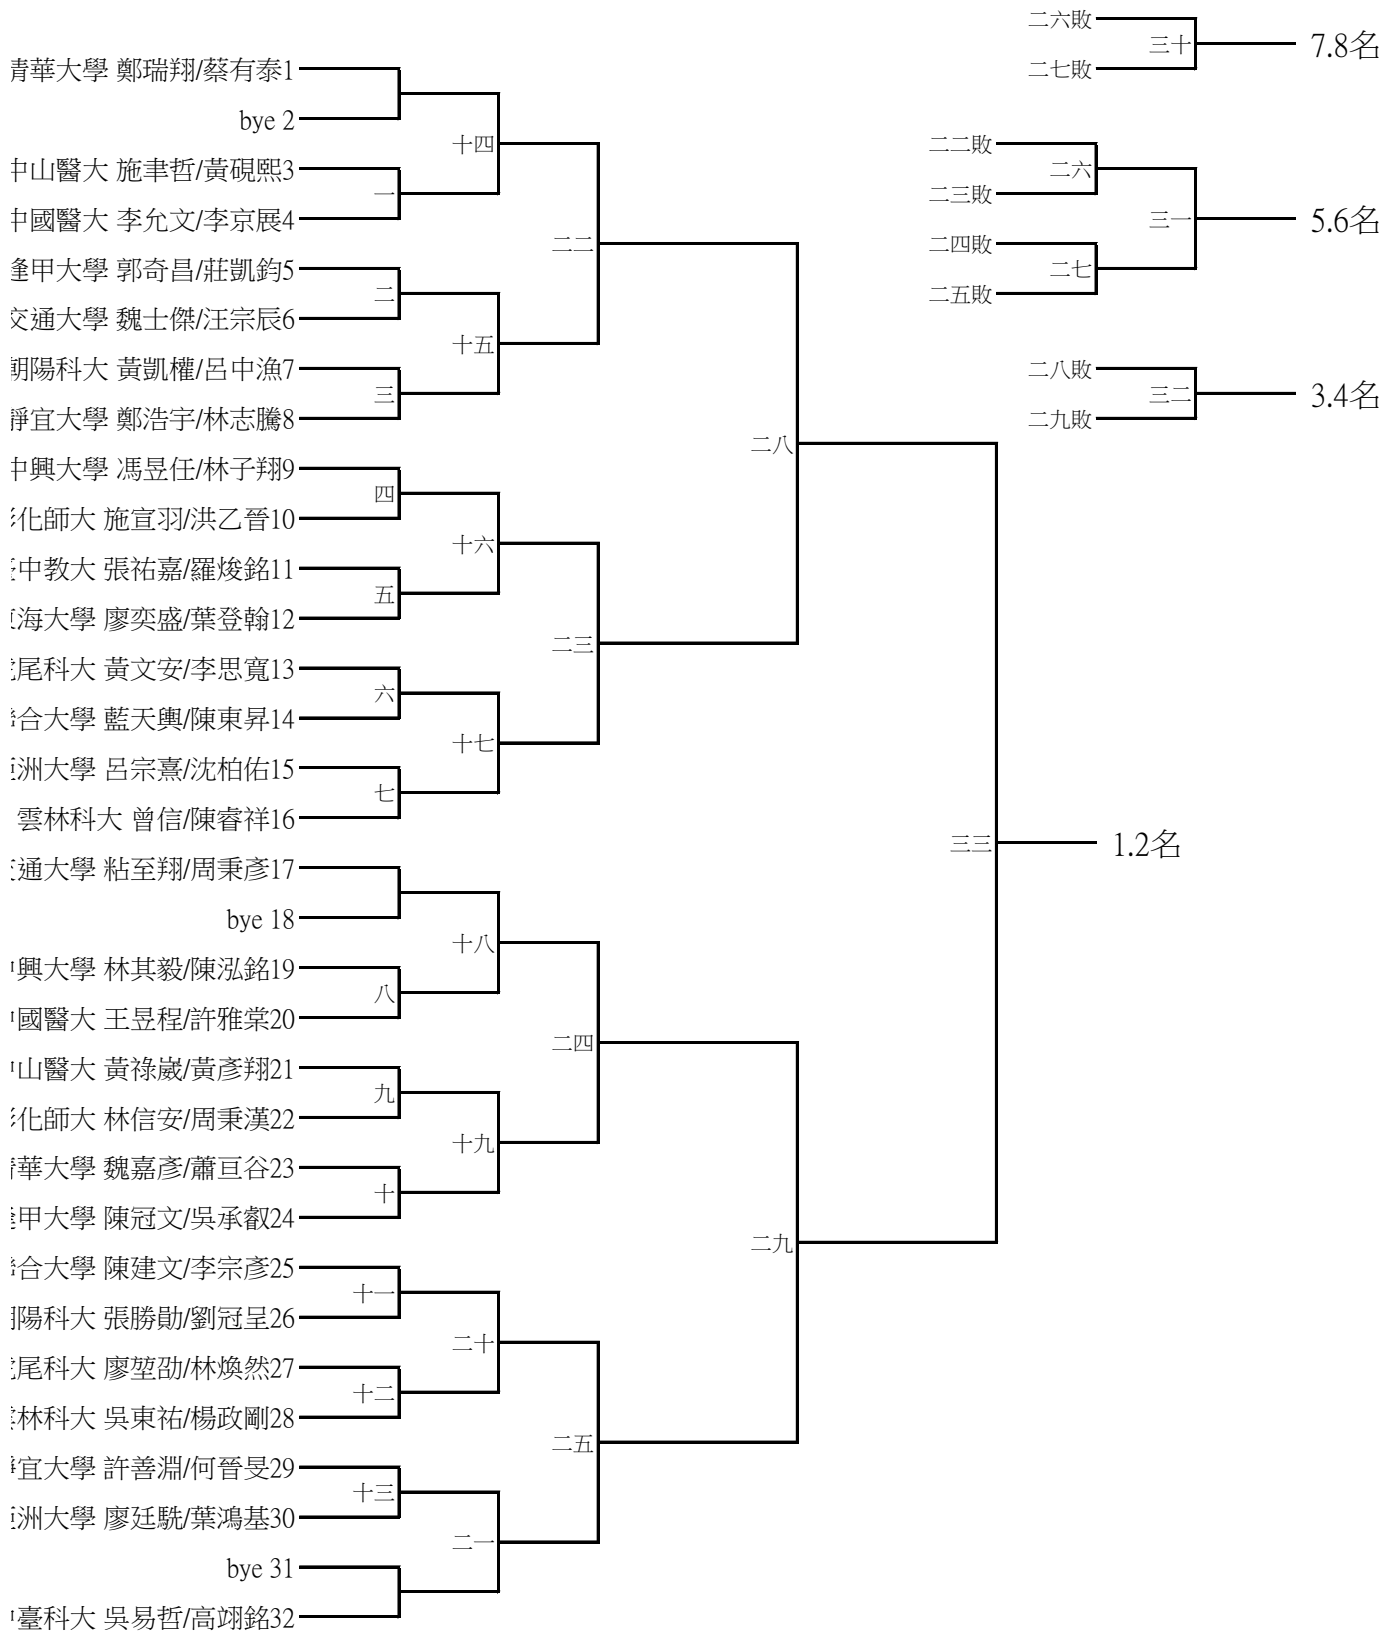 清華大學 鄭瑞翔/蔡有泰1
bye 2
中山醫大 施聿哲/黃硯熙3
中國醫大 李允文/李京展4
逢甲大學 郭奇昌/莊凱鈞5
交通大學 魏士傑/汪宗辰6
朝陽科大 黃凱權/呂中漁7
靜宜大學 鄭浩宇/林志騰8
中興大學 馮昱任/林子翔9
化師大 施宣羽/洪乙晉10
中教大 張祐嘉/羅焌銘11
海大學 廖奕盛/葉登翰12
尾科大 黃文安/李思寬13
合大學 藍天輿/陳東昇14
洲大學 呂宗熹/沈柏佑15
雲林科大 曾信/陳睿祥16
通大學 粘至翔/周秉彥17
bye 18
興大學 林其毅/陳泓銘19
國醫大 王昱程/許雅棠20
山醫大 黃祿崴/黃彥翔21
化師大 林信安/周秉漢22
華大學 魏嘉彥/蕭亘谷23
甲大學 陳冠文/吳承叡24
合大學 陳建文/李宗彥25
陽科大 張勝勛/劉冠呈26
尾科大 廖堃劭/林煥然27
林科大 吳東祐/楊政剛28
宜大學 許善淵/何晉旻29
洲大學 廖廷駪/葉鴻基30
bye 31
臺科大 吳易哲/高翊銘32
一
二
三
四
五
六
七
八
九
十
十一
十二
十三
十四
十五
十六
十七
十八
十九
二十
二一
二二
二三
二四
二五
二八
二九
三三
1.2名
二六敗
二七敗
三十
7.8名
二二敗
二三敗
二四敗
二五敗
二六
二七
三一
5.6名
二八敗
二九敗
三二
3.4名